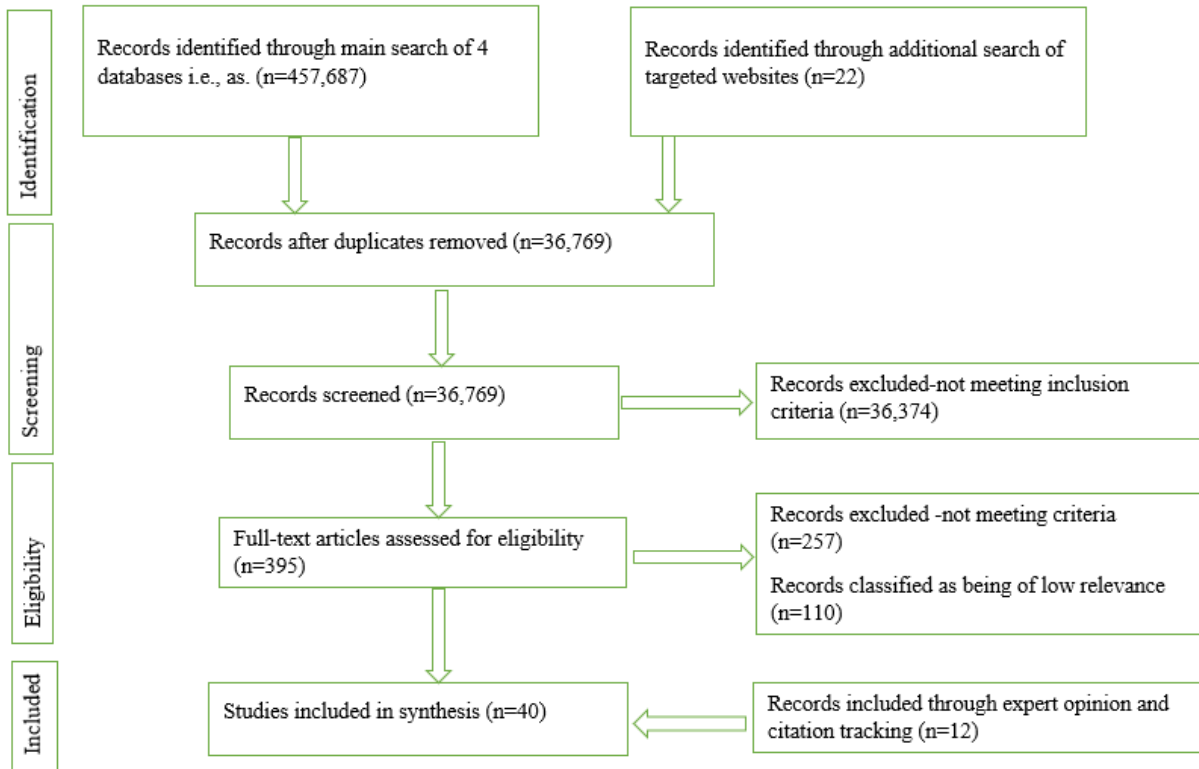 Identification
Records identified through main search of 4
databases i.e., as. (n=457,687)
Records identified through additional search of
targeted websites (n=22)
Screening
Records after duplicates removed (n=36,769)
Records screened (n=36,769)
Records excluded-not meeting inclusion
criteria (n=36,374)
Eligibility
Full-text articles assessed for eligibility
(n=395)
Records excluded -not meeting criteria
(n=257)
Records classified as being of low relevance
(n=110)
Included
Studies included in synthesis (n=40)
Records included through expert opinion and
citation tracking (n=12)